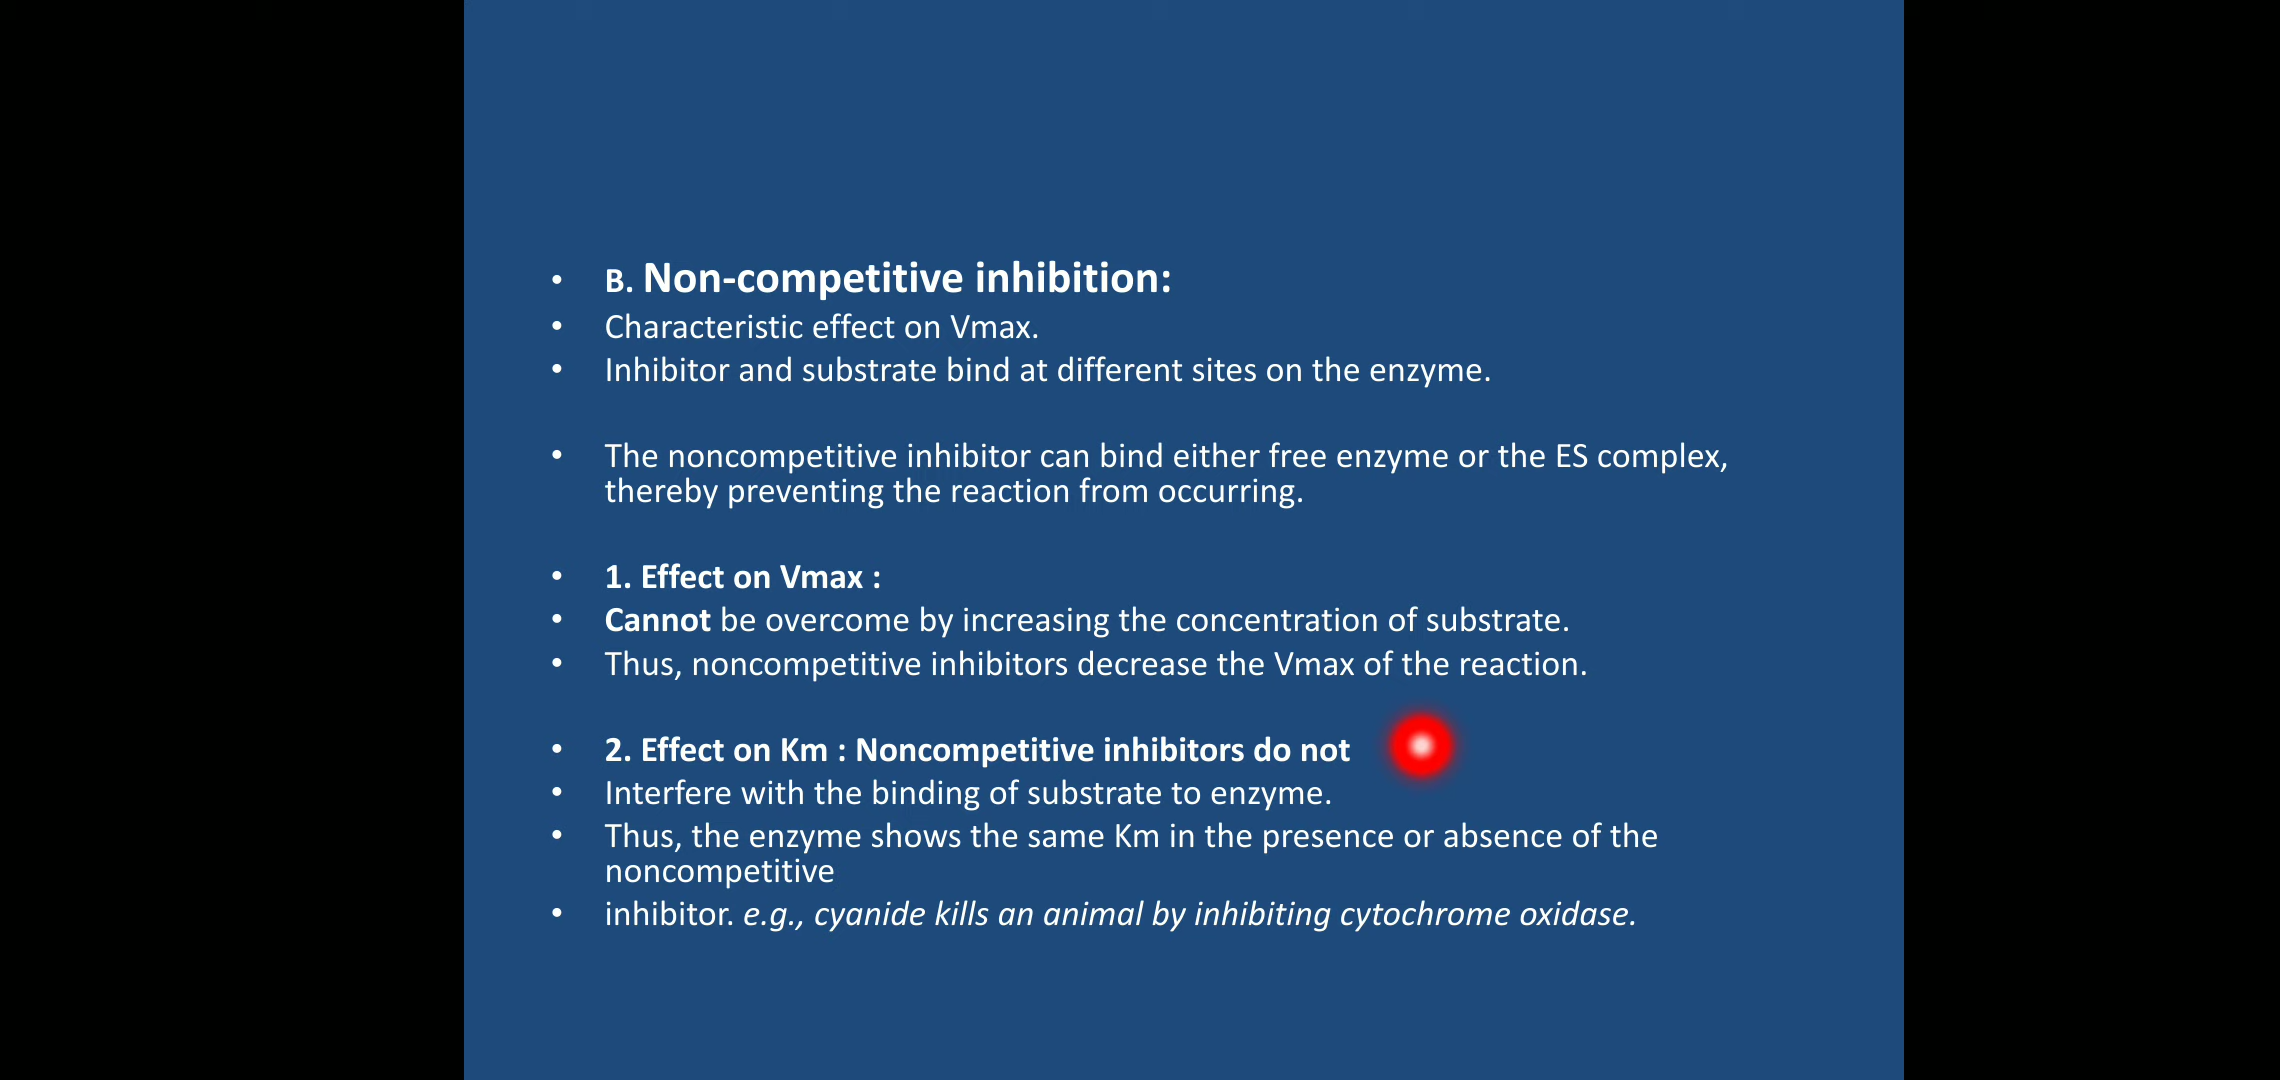 • B. Non-competitive inhibition:
• Characteristic effect on Vmax.
• Inhibitor and substrate bind at different sites on the enzyme.
• The noncompetitive inhibitor can bind either free enzyme or the ES complex,
thereby preventing the reaction from occurring.
• 1. Effect on Vmax :
• Cannot be overcome by increasing the concentration of substrate.
• Thus, noncompetitive inhibitors decrease the Vmax of the reaction.
• 2. Effect on Km : Noncompetitive inhibitors do not
• Interfere with the binding of substrate to enzyme.
• Thus, the enzyme shows the same Km in the presence or absence of the
noncompetitive
• inhibitor. e.g., cyanide kills an animal by inhibiting cytochrome oxidase.